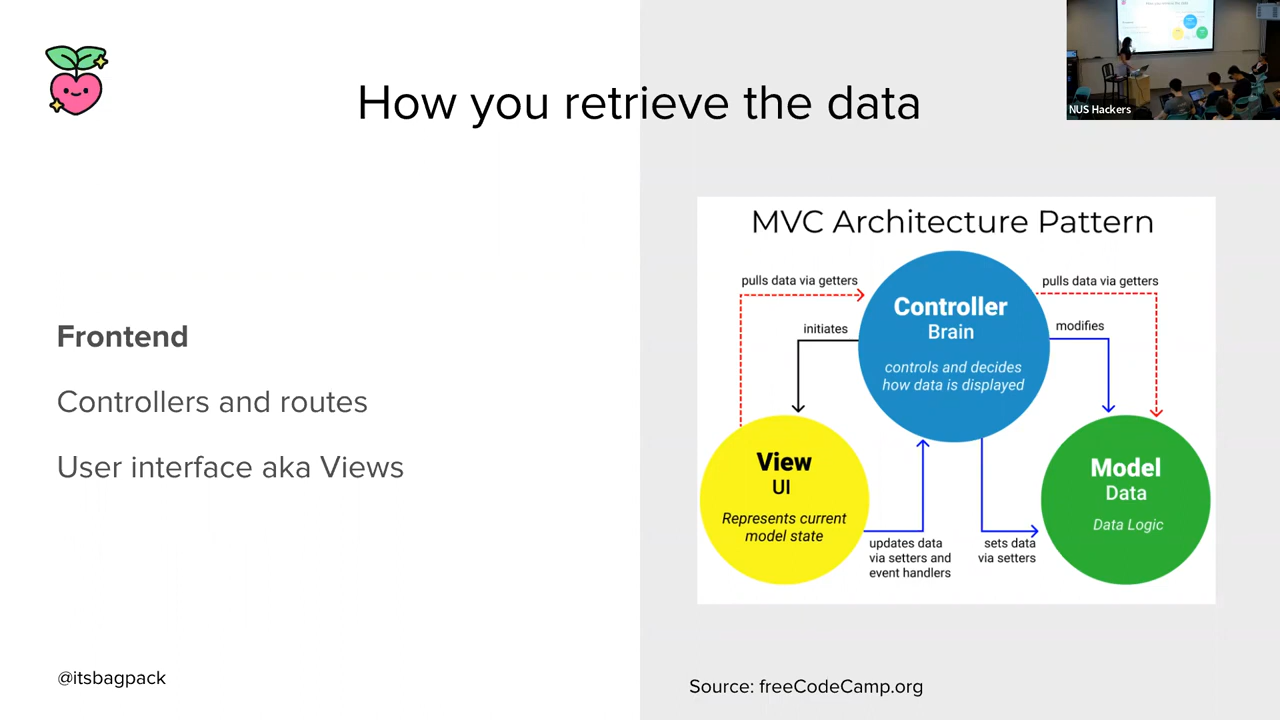 How you retrieve the data
NUS Hackers
Frontend
Controllers and routes
User interface aka Views
MVC Architecture Pattern
pulls data via getters
pulls data via getters
Controller
Brain
controls and decides
how data is displayed
initiates
modifies
View
UI
Represents current
model state
Model
Data
Data Logic
updates data
via setters and
event handlers
sets data
via setters
@itsbagpack
Source: freeCodeCamp.org